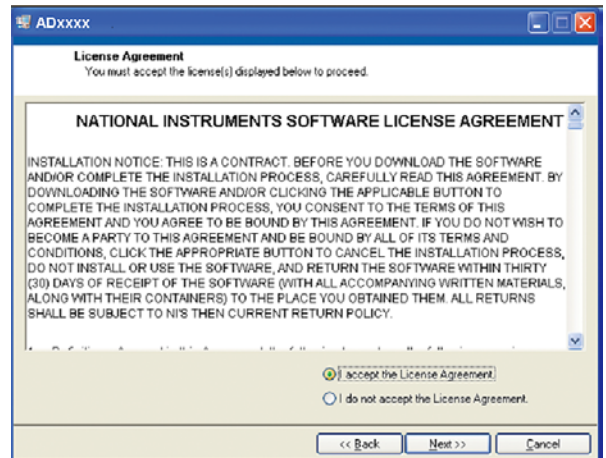 ADxxxx
License Agreement
You must accept the license(s) displayed below to proceed.
NATIONAL INSTRUMENTS SOFTWARE LICENSE AGREEMENT
INSTALLATION NOTICE: THIS IS A CONTRACT. BEFORE YOU DOWNLOAD THE SOFTWARE
AND/OR COMPLETE THE INSTALLATION PROCESS, CAREFULLY READ THIS AGREEMENT. BY
DOWNLOADING THE SOFTWARE AND/OR CLICKING THE APPLICABLE BUTTON TO
COMPLETE THE INSTALLATION PROCESS, YOU CONSENT TO THE TERMS OF THIS
AGREEMENT AND YOU AGREE TO BE BOUND BY THIS AGREEMENT. IF YOU DO NOT WISH TO
BECOME A PARTY TO THIS AGREEMENT AND BE BOUND BY ALL OF ITS TERMS AND
CONDITIONS, CLICK THE APPROPRIATE BUTTON TO CANCEL THE INSTALLATION PROCESS,
DO NOT INSTALL OR USE THE SOFTWARE, AND RETURN THE SOFTWARE WITHIN THIRTY
(30) DAYS OF RECEIPT OF THE SOFTWARE (WITH ALL ACCOMPANYING WRITTEN MATERIALS,
ALONG WITH THEIR CONTAINERS) TO THE PLACE YOU OBTAINED THEM. ALL RETURNS
SHALL BE SUBJECT TO NI'S THEN CURRENT RETURN POLICY.
I accept the License Agreement.
I do not accept the License Agreement.
<< Back Next >> Cancel